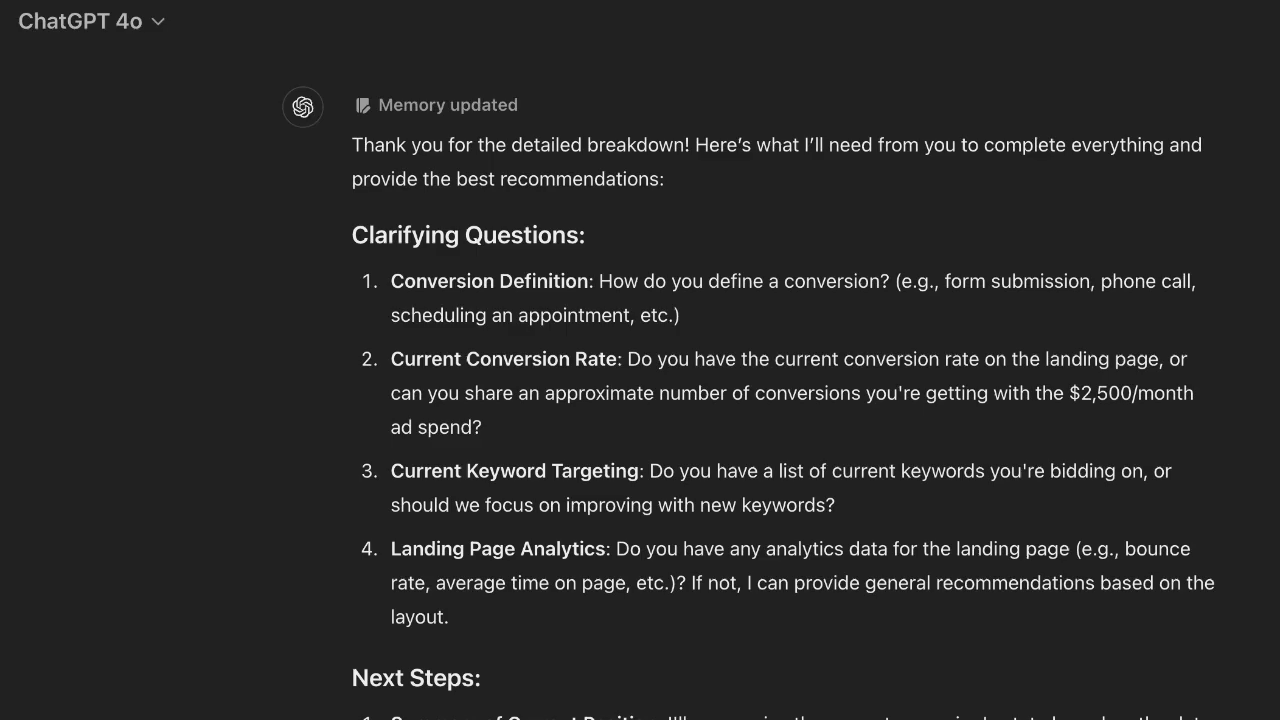 ChatGPT 4o
Memory updated
Thank you for the detailed breakdown! Here’s what I’ll need from you to complete everything and
provide the best recommendations:
Clarifying Questions:
1. Conversion Definition: How do you define a conversion? (e.g., form submission, phone call,
scheduling an appointment, etc.)
2. Current Conversion Rate: Do you have the current conversion rate on the landing page, or
can you share an approximate number of conversions you're getting with the $2,500/month
ad spend?
3. Current Keyword Targeting: Do you have a list of current keywords you're bidding on, or
should we focus on improving with new keywords?
4. Landing Page Analytics: Do you have any analytics data for the landing page (e.g., bounce
rate, average time on page, etc.)? If not, I can provide general recommendations based on the
layout.
Next Steps: